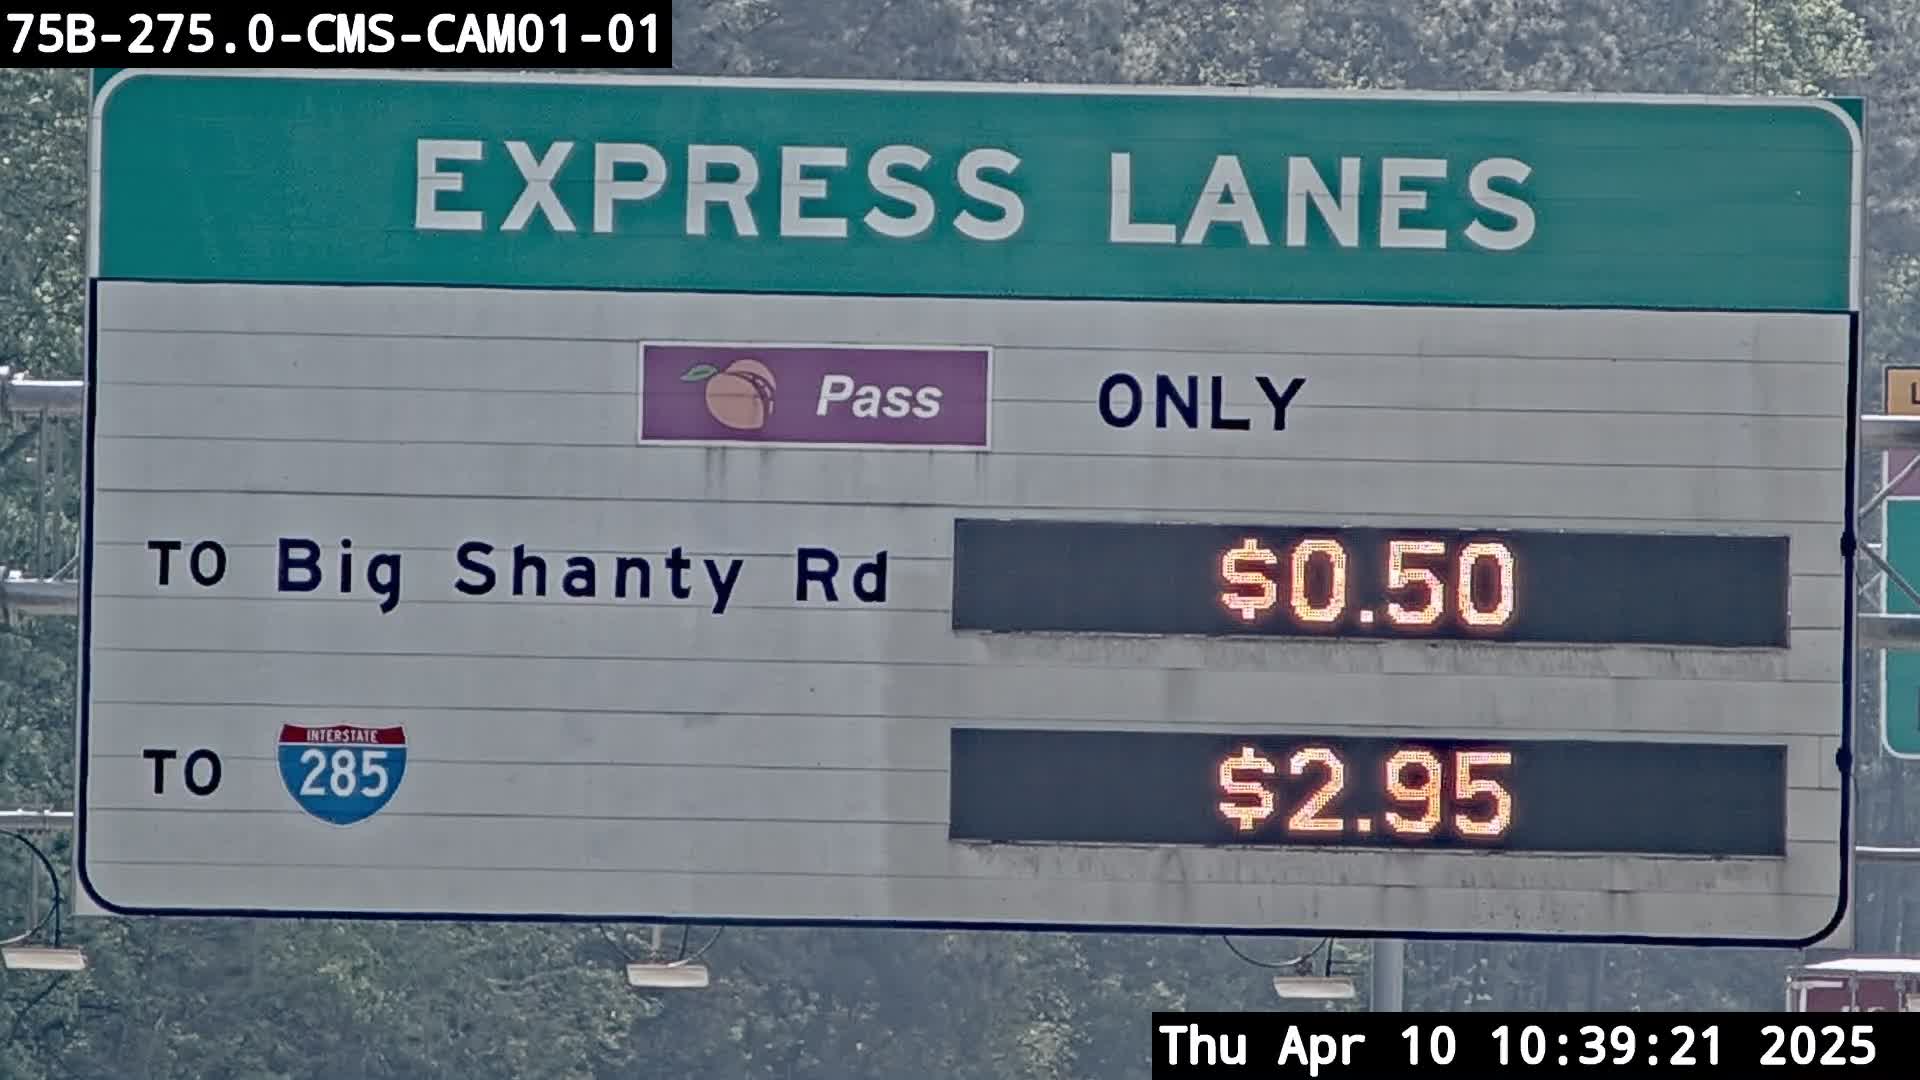 75B-275.0-CMS-CAM01-01
EXPRESS LANES
Pass ONLY
TO Big Shanty Rd $0.50
INTERSTATE
TO 285 $2.95
Thu Apr 10 10:39:21 2025